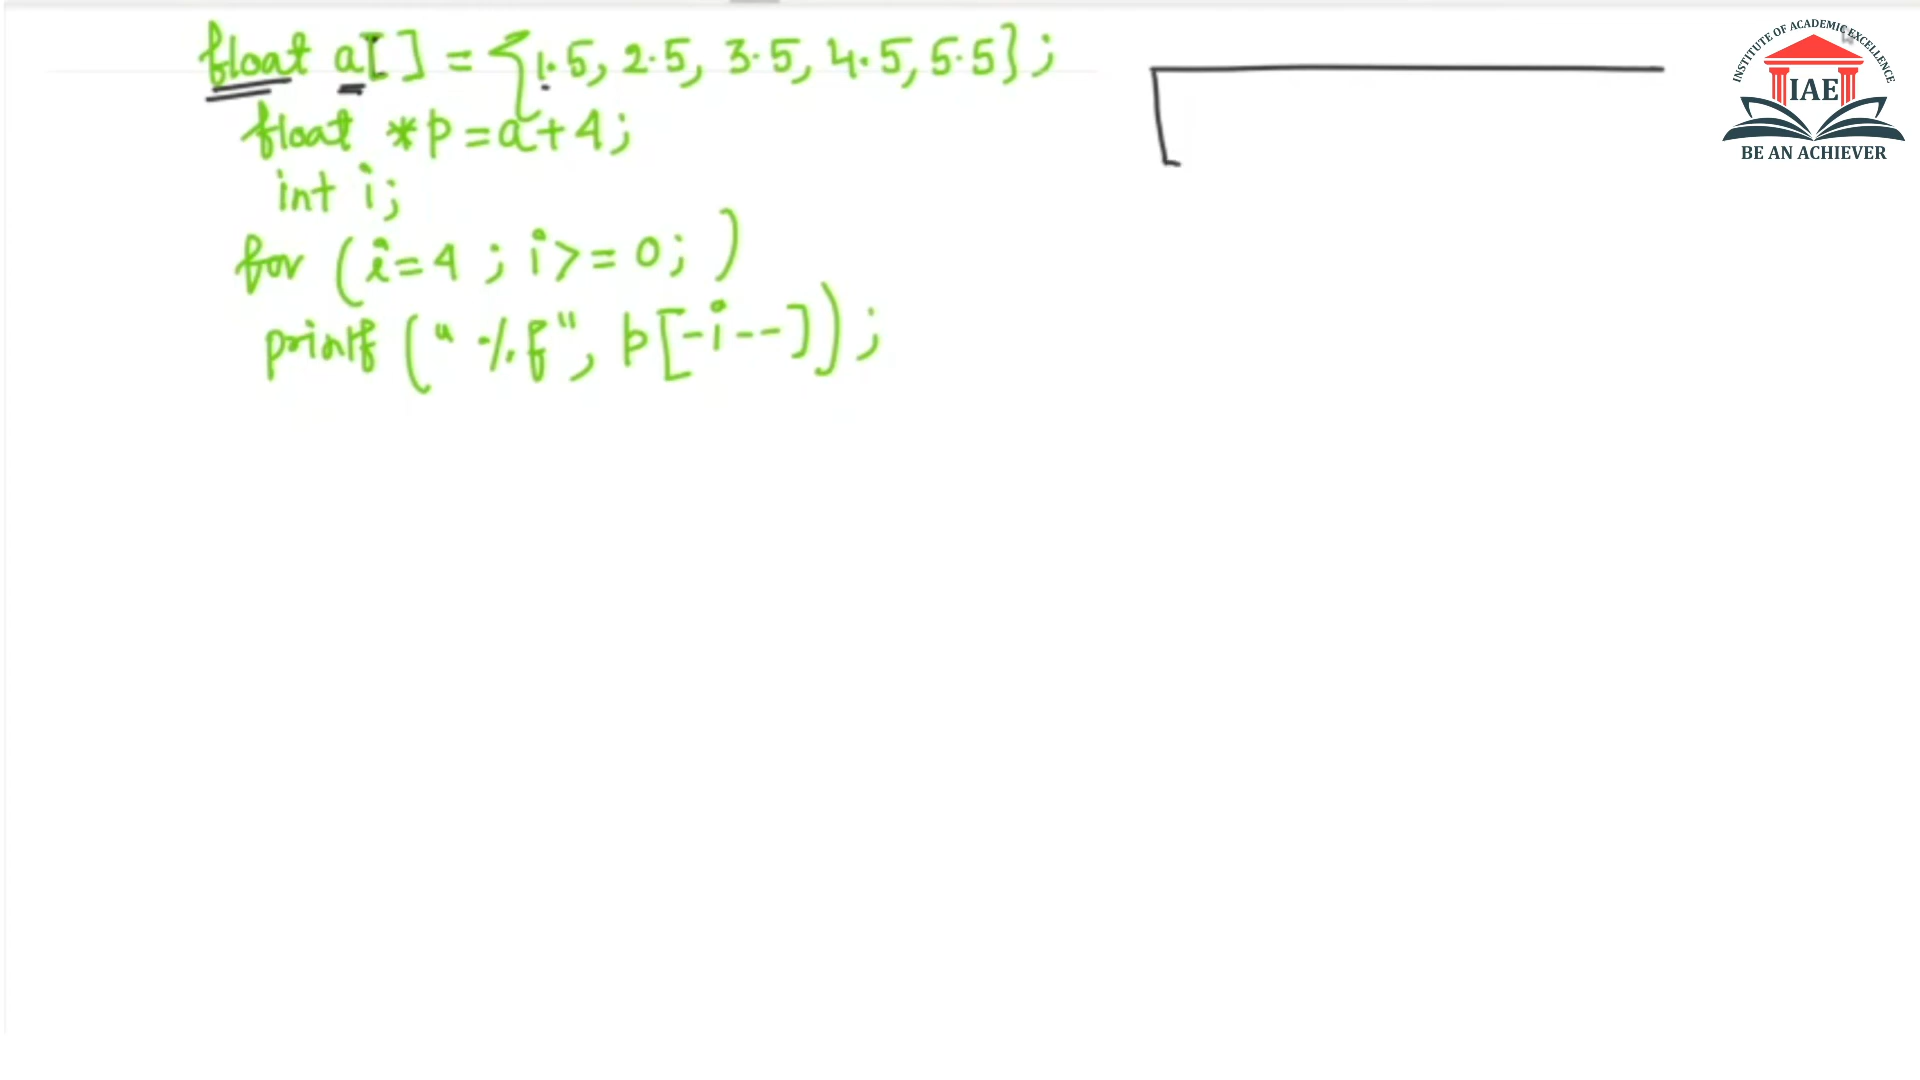 float a[] = {1.5, 2.5, 3.5, 4.5, 5.5};
float *p = a+4;
int i;
for (i=4 ; i>=0; )
printf ("%f", p[-i--]);
INSTITUTE OF ACADEMIC EXCELLENCE
IAE
BE AN ACHIEVER